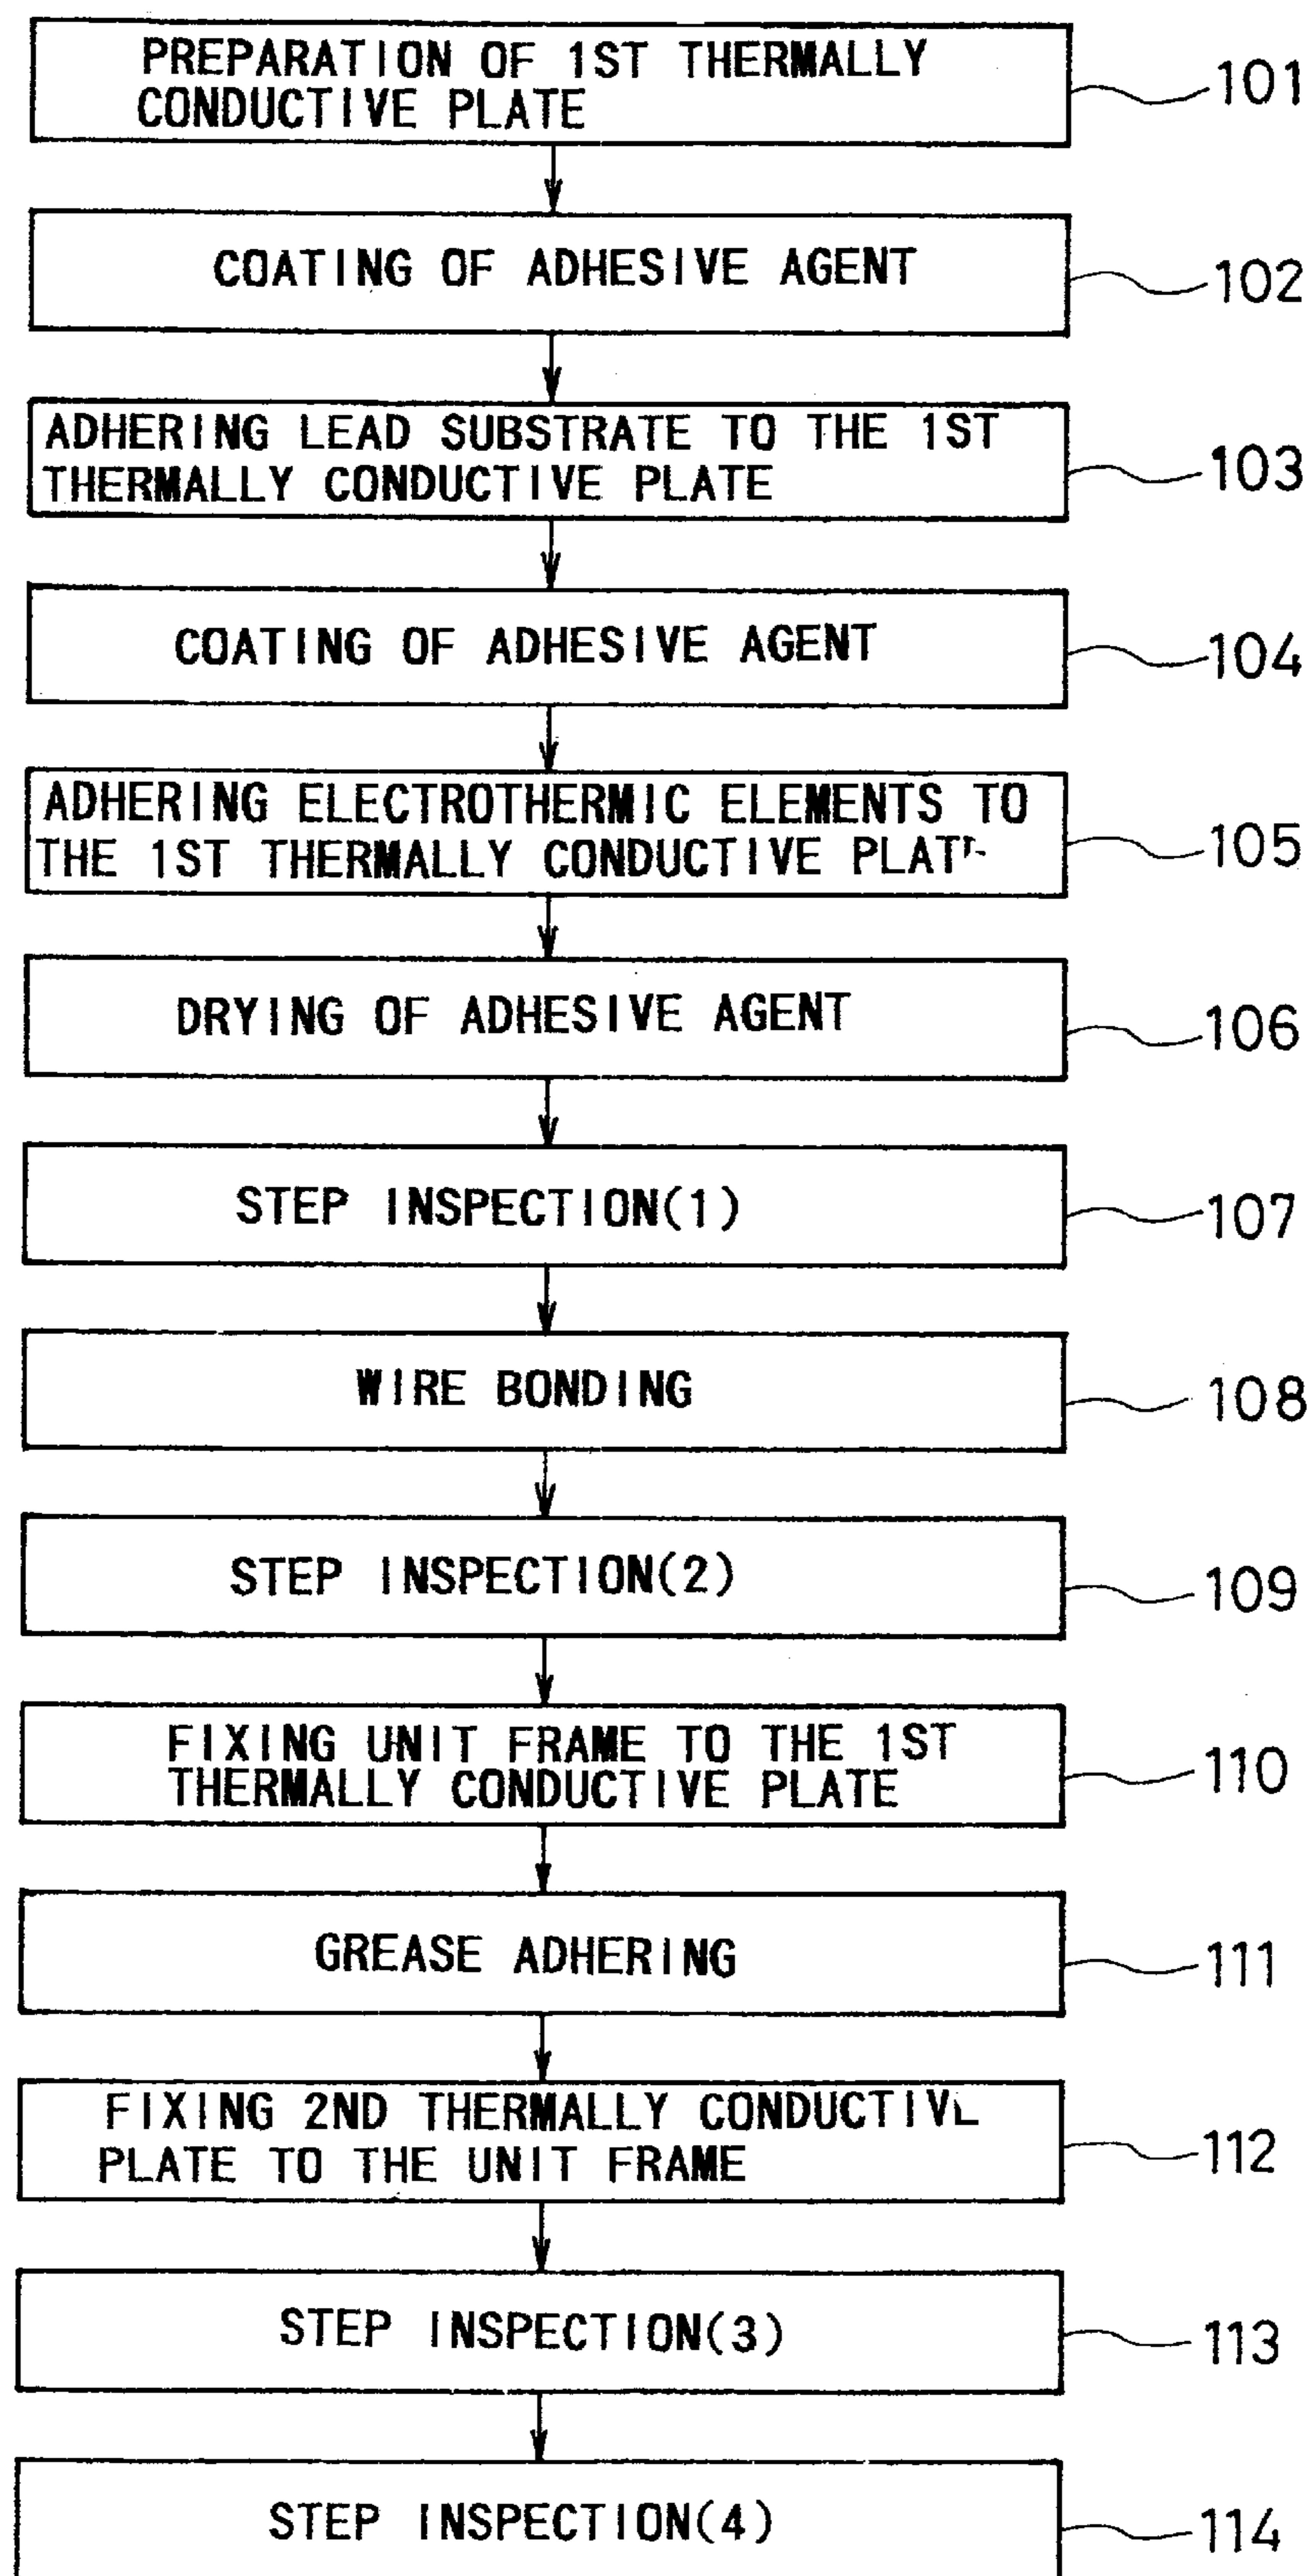 PREPARATION OF 1ST THERMALLY
CONDUCTIVE PLATE
101
COATING OF ADHESIVE AGENT
102
ADHERING LEAD SUBSTRATE TO THE 1ST
THERMALLY CONDUCTIVE PLATE
103
COATING OF ADHESIVE AGENT
104
ADHERING ELECTROTHERMIC ELEMENTS TO
THE 1ST THERMALLY CONDUCTIVE PLATE
105
DRYING OF ADHESIVE AGENT
106
STEP INSPECTION(1)
107
WIRE BONDING
108
STEP INSPECTION(2)
109
FIXING UNIT FRAME TO THE 1ST
THERMALLY CONDUCTIVE PLATE
110
GREASE ADHERING
111
FIXING 2ND THERMALLY CONDUCTIVE
PLATE TO THE UNIT FRAME
112
STEP INSPECTION(3)
113
STEP INSPECTION(4)
114